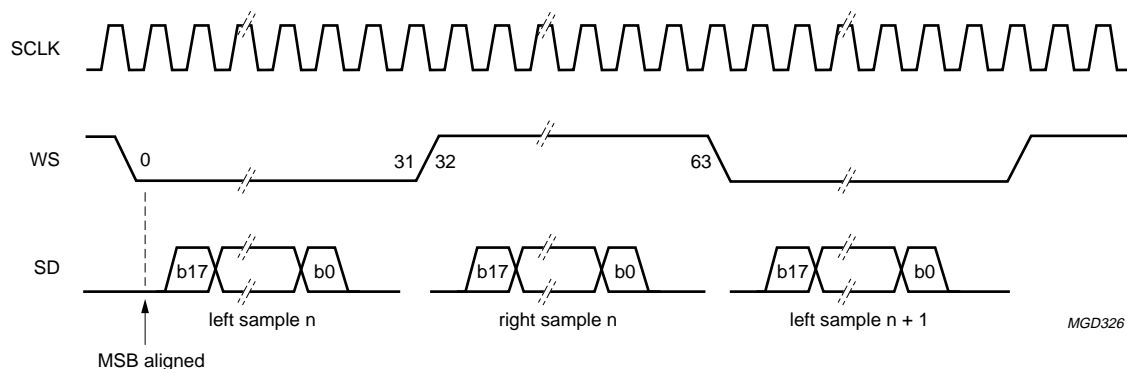 SCLK
WS
0
31
32
63
SD
b17
b0
b17
b0
b17
b0
left sample n
right sample n
left sample n + 1
MGD326
MSB aligned